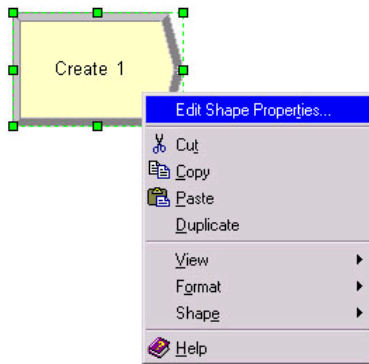 Create 1
Edit Shape Properties...
Cut
Copy
Paste
Duplicate
View
Format
Shape
Help